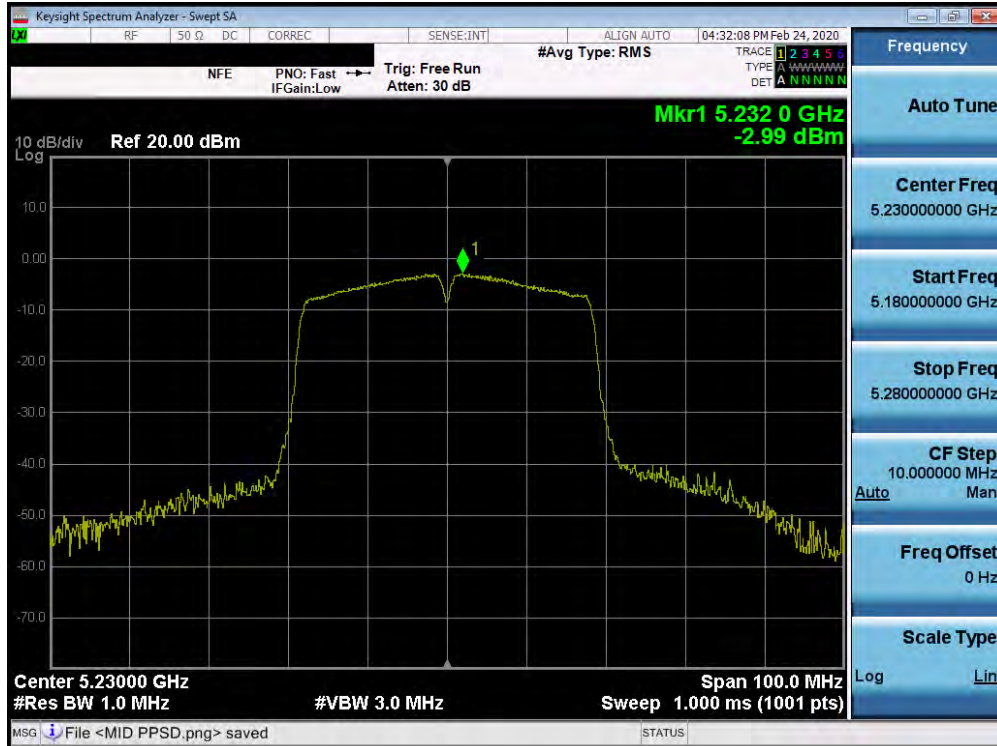 Keysight Spectrum Analyzer - Swept SA
LXI RF 50 Ω DC CORREC SENSE:INT ALIGN AUTO 04:32:08 PM Feb 24, 2020
#Avg Type: RMS TRACE 1 2 3 4 5 6
NFE PNO: Fast Trig: Free Run TYPE A WWWWW
IFGain:Low Atten: 30 dB DET A N N N N N
Mkr1 5.232 0 GHz
-2.99 dBm
10 dB/div Ref 20.00 dBm
Log
1
10.0
0.00
-10.0
-20.0
-30.0
-40.0
-50.0
-60.0
-70.0
Center 5.23000 GHz Span 100.0 MHz
#Res BW 1.0 MHz #VBW 3.0 MHz Sweep 1.000 ms (1001 pts)
MSG File <MID PPSD.png> saved STATUS
Frequency
Auto Tune
Center Freq
5.230000000 GHz
Start Freq
5.180000000 GHz
Stop Freq
5.280000000 GHz
CF Step
10.000000 MHz
Auto Man
Freq Offset
0 Hz
Scale Type
Log Lin